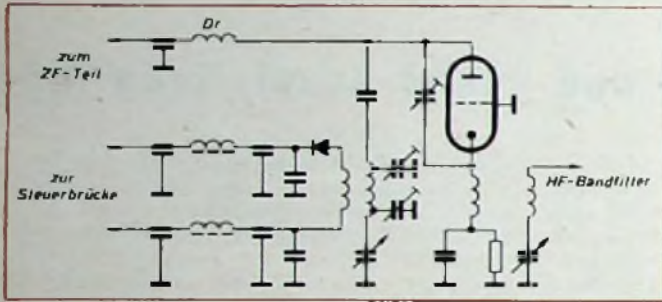 Dr
zum
ZF-Teil
zur
Steuerbrücke
HF-Bandfilter